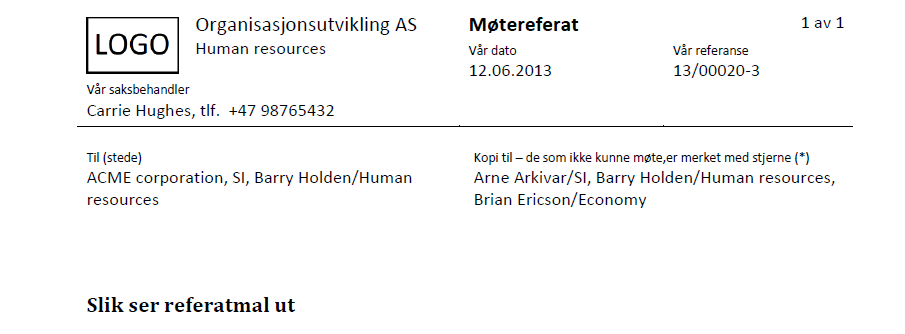 LOGO
Organisasjonsutvikling AS
Human resources
Møtereferat
1 av 1
Vår dato
12.06.2013
Vår referanse
13/00020-3
Vår saksbehandler
Carrie Hughes, tlf. +47 98765432
Til (stede)
ACME corporation, SI, Barry Holden/Human
resources
Kopi til – de som ikke kunne møte,er merket med stjerne (*)
Arne Arkivar/SI, Barry Holden/Human resources,
Brian Ericson/Economy
Slik ser referatmal ut